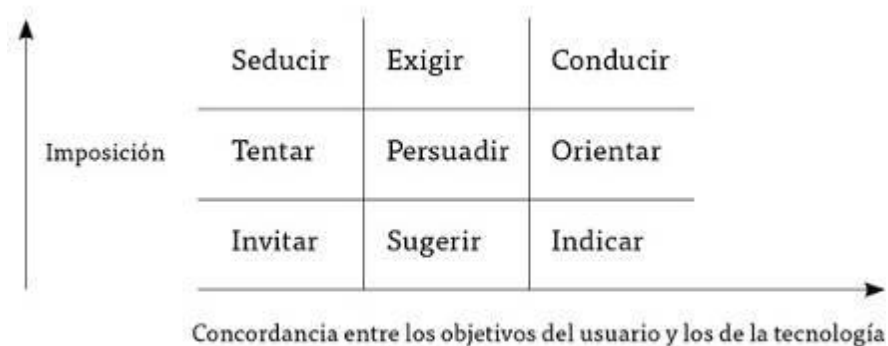 Seducir Exigir Conducir
Imposición Tentar Persuadir Orientar
Invitar Sugerir Indicar
Concordancia entre los objetivos del usuario y los de la tecnología